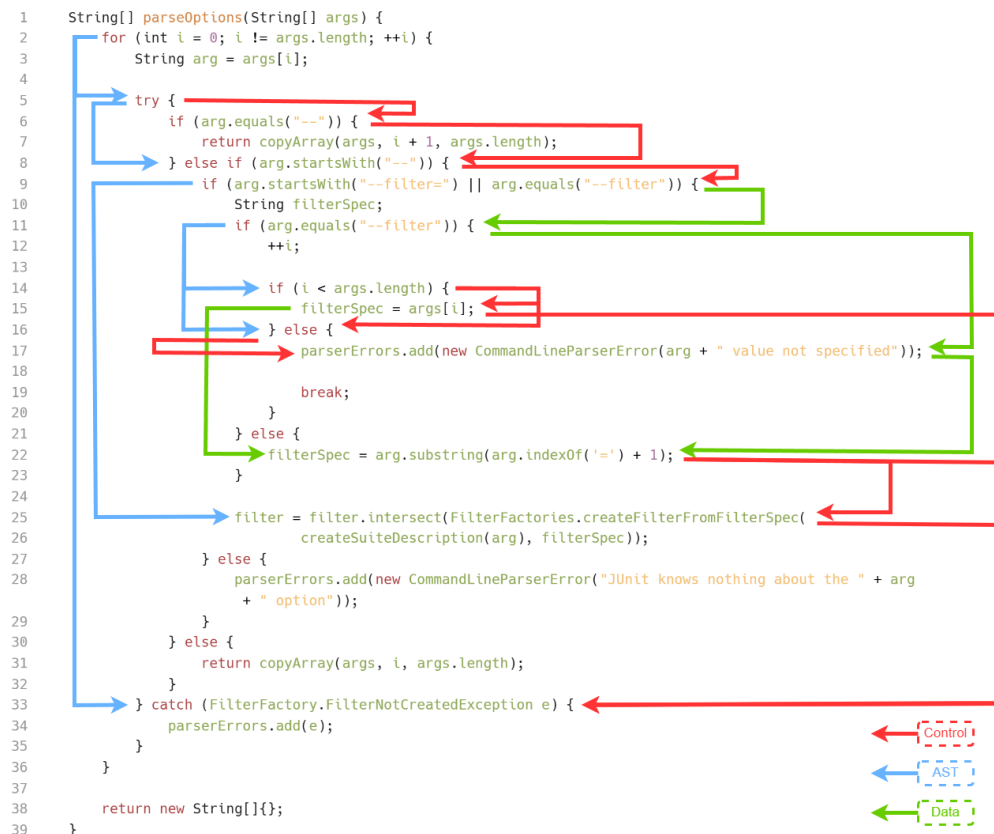 1 String[] parseOptions(String[] args) {
2 for (int i = 0; i != args.length; ++i) {
3 String arg = args[i];
4
5 try {
6 if (arg.equals("--")) {
7 return copyArray(args, i + 1, args.length);
8 } else if (arg.startsWith("--")) {
9 if (arg.startsWith("--filter=") || arg.equals("--filter")) {
10 String filterSpec;
11 if (arg.equals("--filter")) {
12 ++i;
13
14 if (i < args.length) {
15 filterSpec = args[i];
16 } else {
17 parserErrors.add(new CommandLineParserError(arg + " value not specified"));
18
19 break;
20 }
21 } else {
22 filterSpec = arg.substring(arg.indexOf('=') + 1);
23 }
24
25 filter = filter.intersect(FilterFactories.createFilterFromFilterSpec(
26 createSuiteDescription(arg), filterSpec));
27 } else {
28 parserErrors.add(new CommandLineParserError("JUnit knows nothing about the " + arg
+ " option"));
29 }
30 } else {
31 return copyArray(args, i, args.length);
32 }
33 } catch (FilterFactory.FilterNotCreatedException e) {
34 parserErrors.add(e);
35 }
36 }
37
38 return new String[]{};
39 }
Control
AST
Data